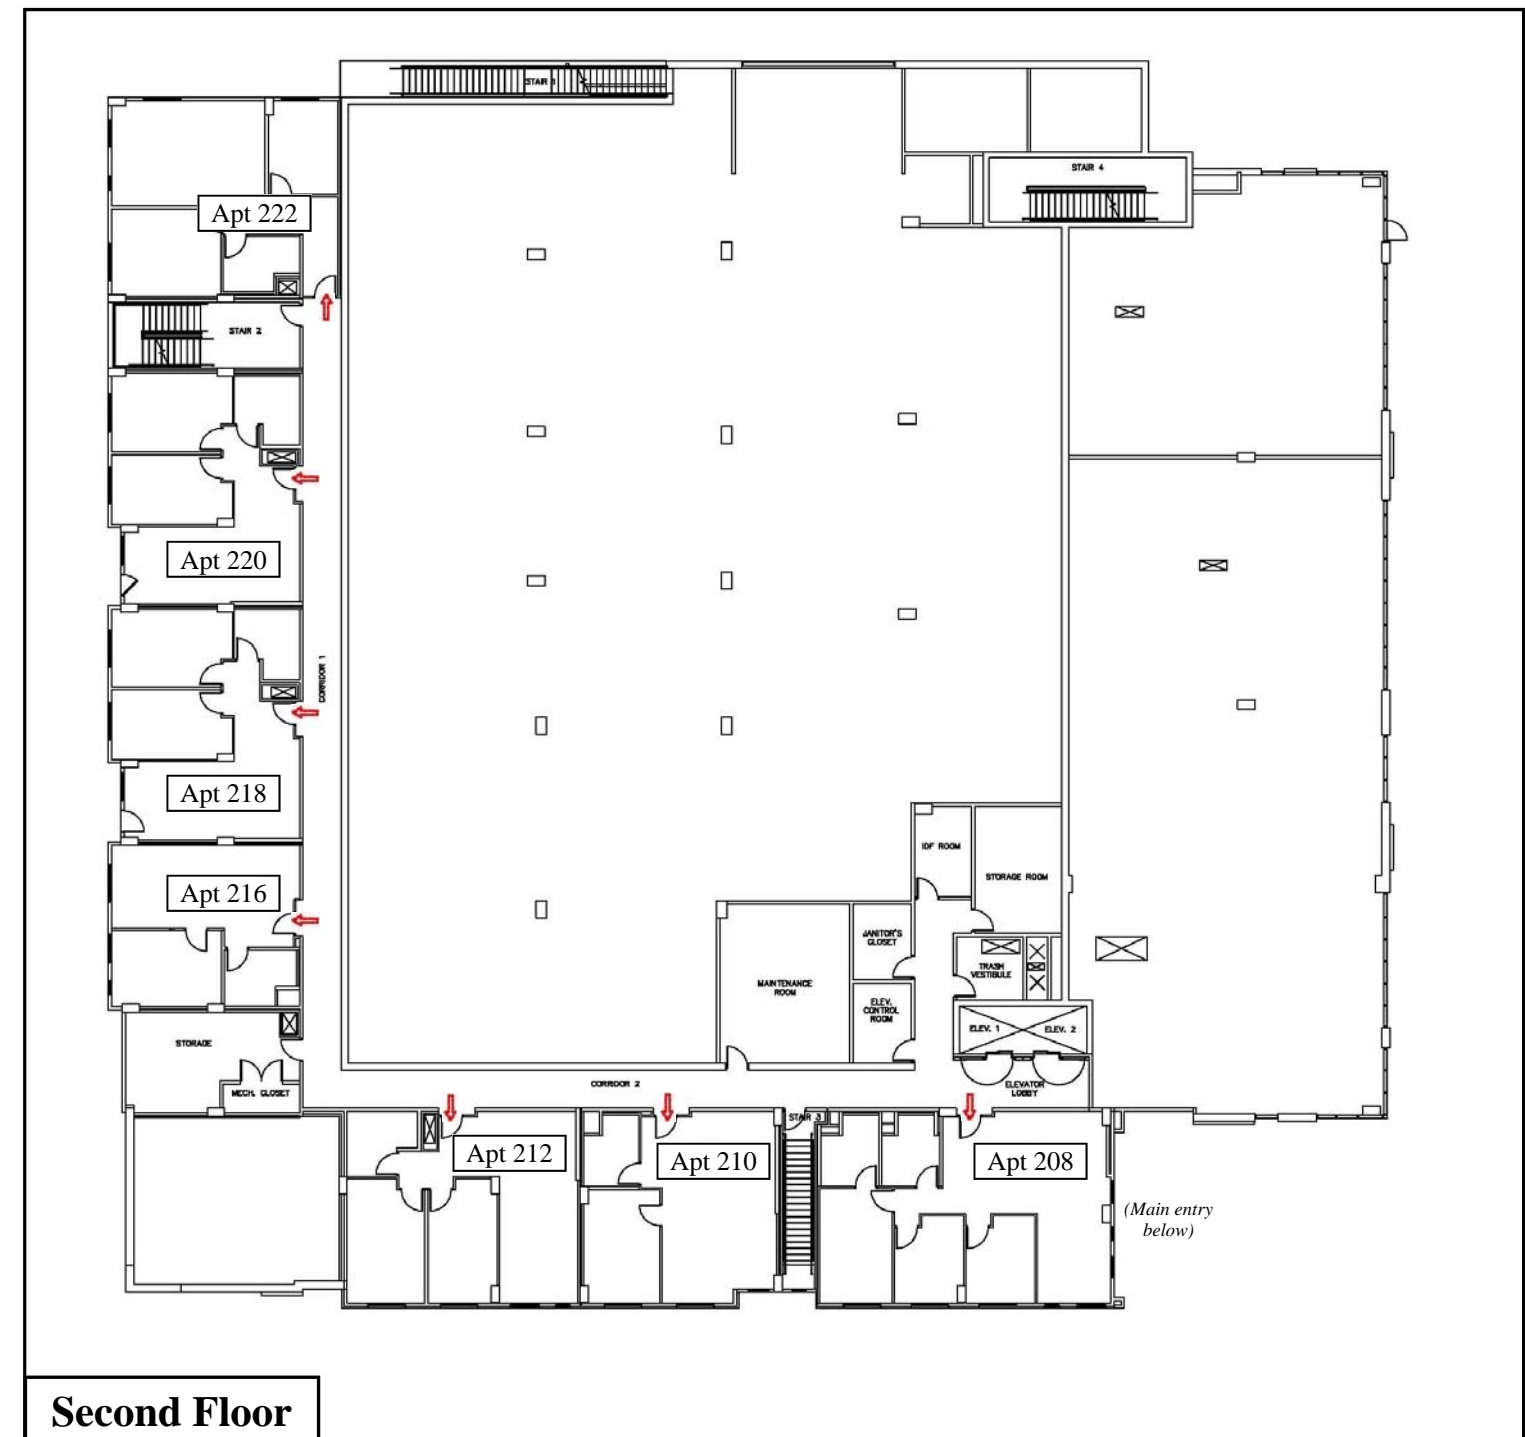 STAIR 1
STAIR 4
Apt 222
STAIR 2
Apt 220
CORRIDOR 1
Apt 218
IDF ROOM
STORAGE ROOM
Apt 216
JANITOR'S
CLOSET
TRASH
VESTIBULE
MAINTENANCE
ROOM
ELEV.
CONTROL
ROOM
ELEV. 1
ELEV. 2
STORAGE
MECH. CLOSET
CORRIDOR 2
ELEVATOR
LOBBY
STAIR 3
Apt 212
Apt 210
Apt 208
(Main entry
below)
Second Floor